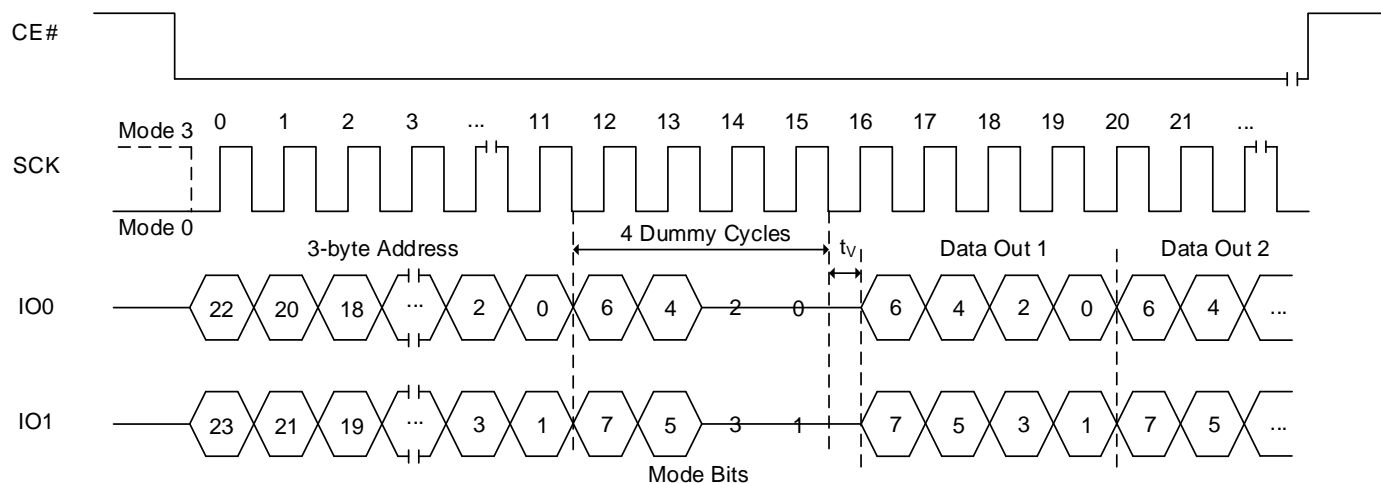 CE#
Mode 3
0 1 2 3 ... 11 12 13 14 15 16 17 18 19 20 21 ...
SCK
Mode 0
3-byte Address
4 Dummy Cycles
tV
Data Out 1
Data Out 2
IO0
22 20 18 ... 2 0 6 4 2 0 6 4 2 0 6 4 ...
IO1
23 21 19 ... 3 1 7 5 3 1 7 5 3 1 7 5 ...
Mode Bits